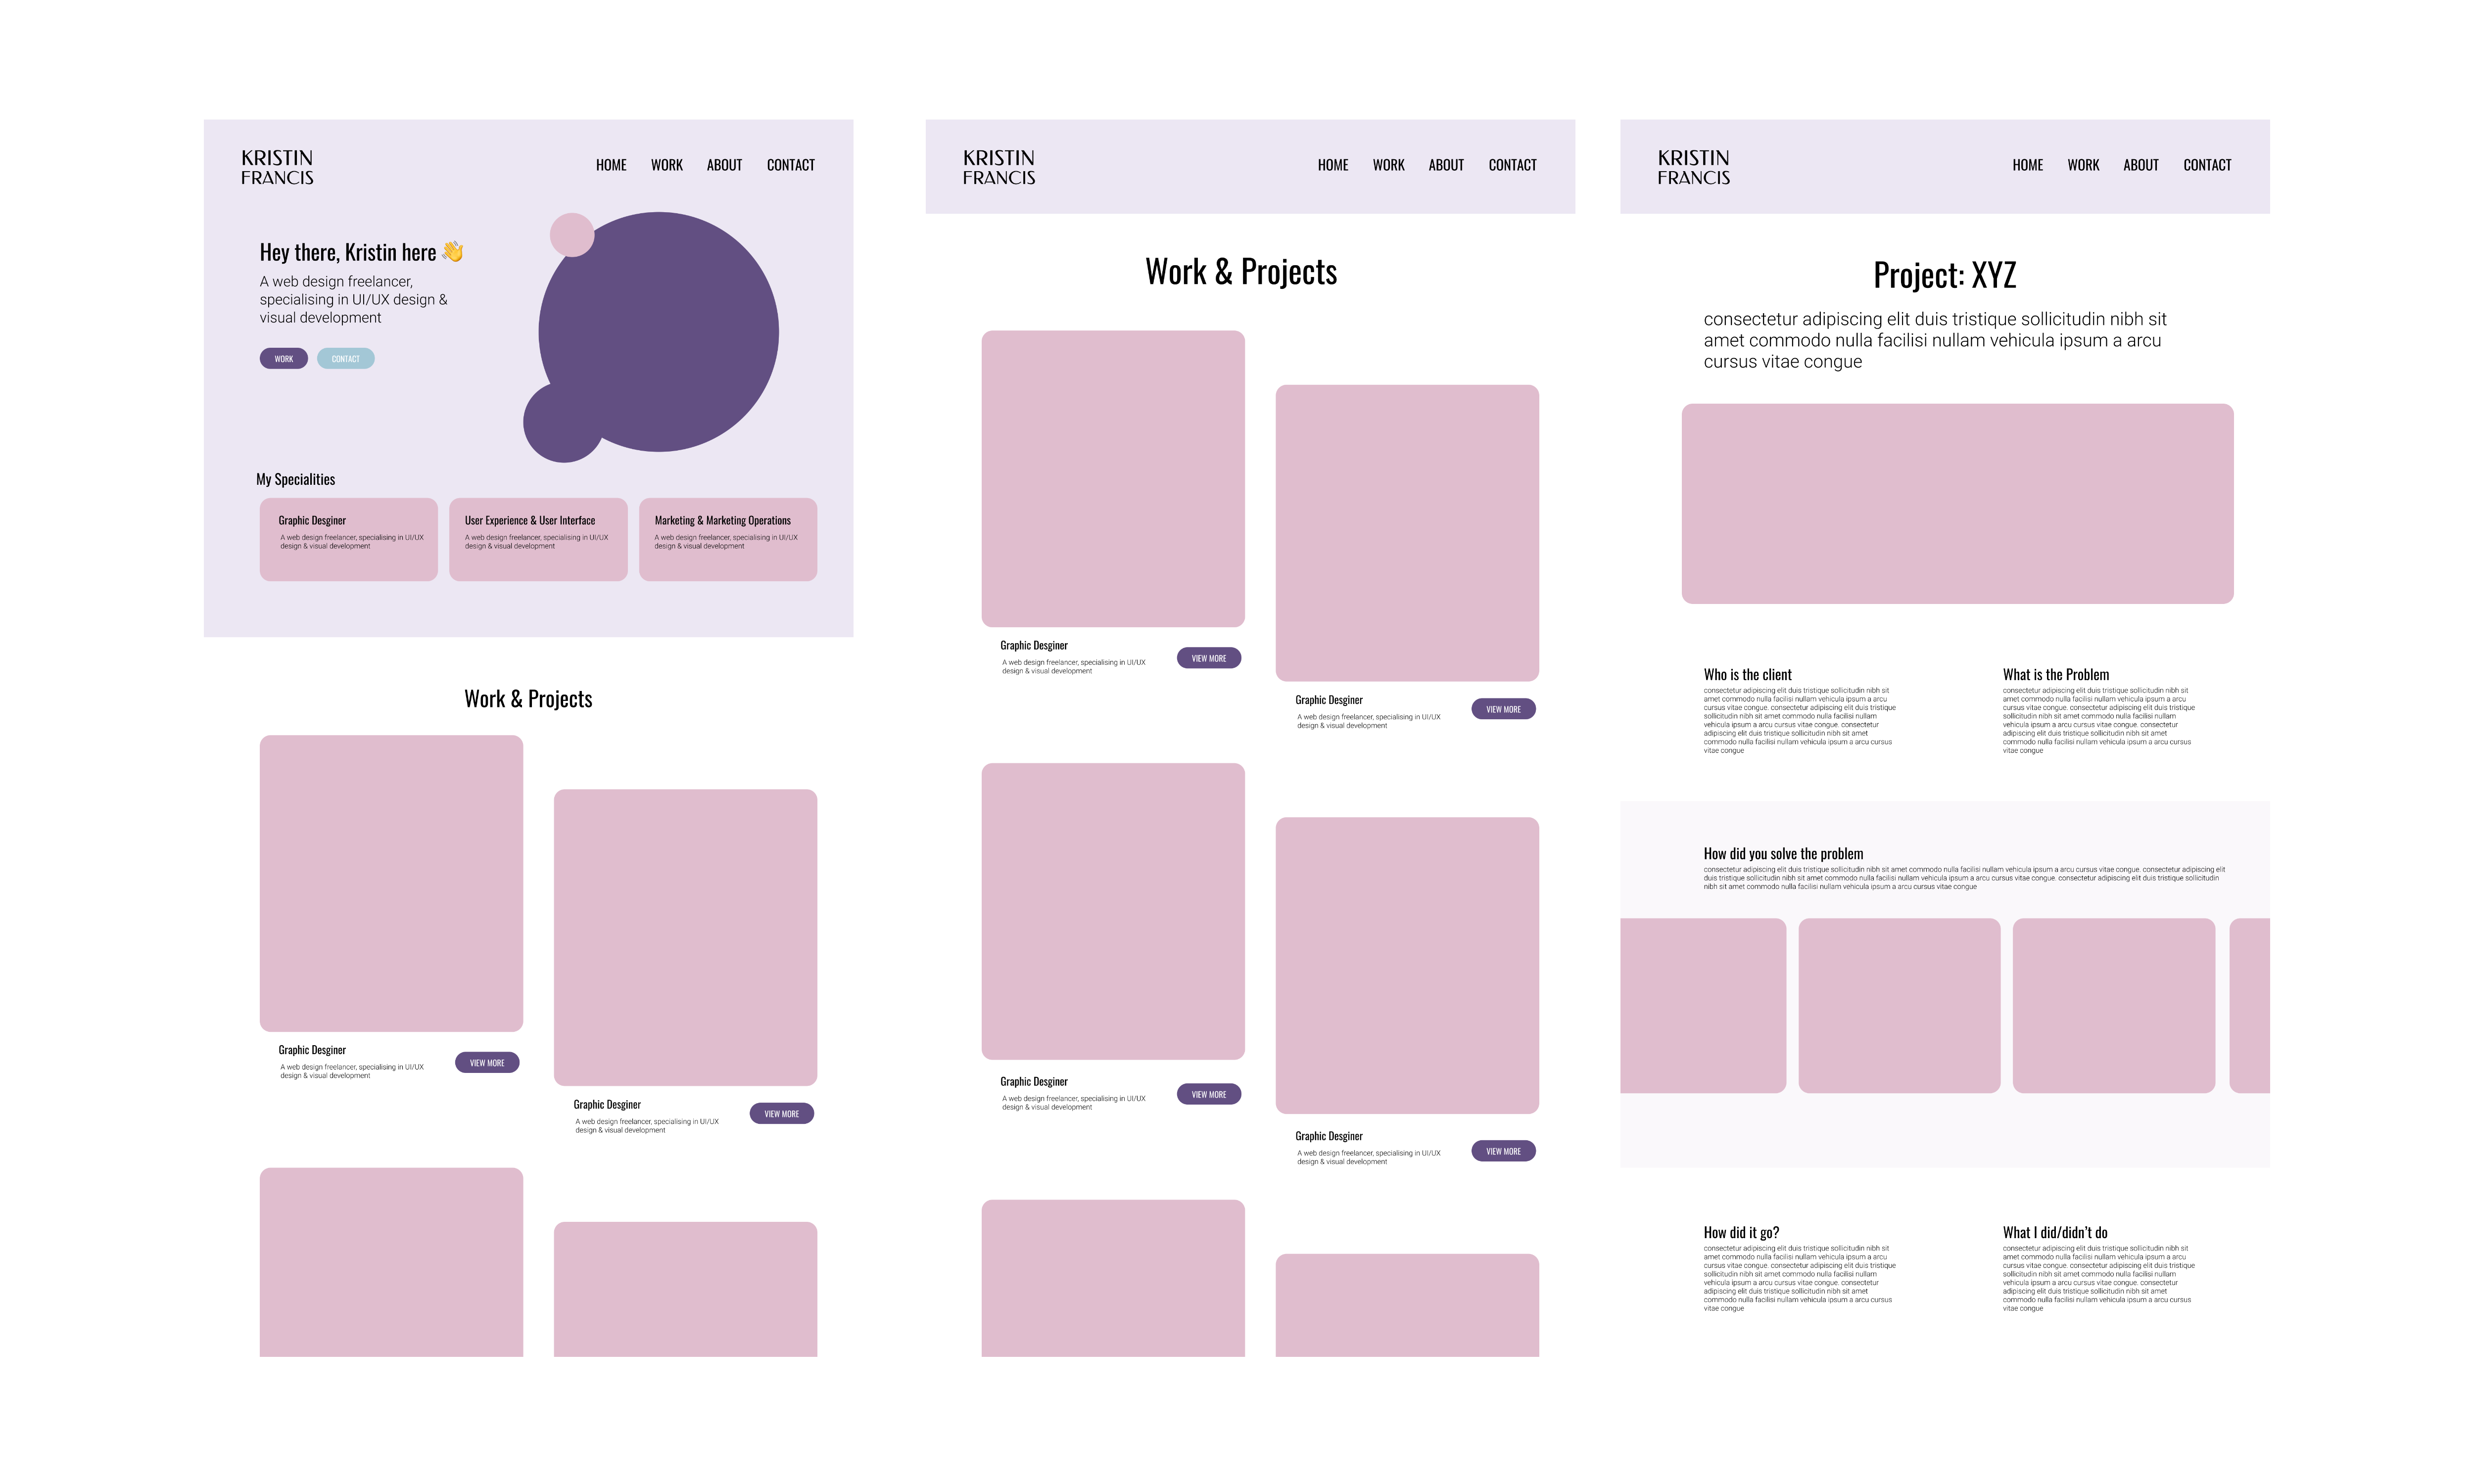 KRISTIN
FRANCIS
HOME WORK ABOUT CONTACT
Hey there, Kristin here 👋
A web design freelancer,
specialising in UI/UX design &
visual development
WORK CONTACT
My Specialities
Graphic Desginer
A web design freelancer, specialising in UI/UX
design & visual development
User Experience & User Interface
A web design freelancer, specialising in UI/UX
design & visual development
Marketing & Marketing Operations
A web design freelancer, specialising in UI/UX
design & visual development
Work & Projects
Graphic Desginer
A web design freelancer, specialising in UI/UX
design & visual development
VIEW MORE
Graphic Desginer
A web design freelancer, specialising in UI/UX
design & visual development
VIEW MORE
KRISTIN
FRANCIS
HOME WORK ABOUT CONTACT
Work & Projects
Graphic Desginer
A web design freelancer, specialising in UI/UX
design & visual development
VIEW MORE
Graphic Desginer
A web design freelancer, specialising in UI/UX
design & visual development
VIEW MORE
Graphic Desginer
A web design freelancer, specialising in UI/UX
design & visual development
VIEW MORE
Graphic Desginer
A web design freelancer, specialising in UI/UX
design & visual development
VIEW MORE
KRISTIN
FRANCIS
HOME WORK ABOUT CONTACT
Project: XYZ
consectetur adipiscing elit duis tristique sollicitudin nibh sit
amet commodo nulla facilisi nullam vehicula ipsum a arcu
cursus vitae congue
Who is the client
consectetur adipiscing elit duis tristique sollicitudin nibh sit
amet commodo nulla facilisi nullam vehicula ipsum a arcu
cursus vitae congue. consectetur adipiscing elit duis tristique
sollicitudin nibh sit amet commodo nulla facilisi nullam
vehicula ipsum a arcu cursus vitae congue. consectetur
adipiscing elit duis tristique sollicitudin nibh sit amet
commodo nulla facilisi nullam vehicula ipsum a arcu cursus
vitae congue
What is the Problem
consectetur adipiscing elit duis tristique sollicitudin nibh sit
amet commodo nulla facilisi nullam vehicula ipsum a arcu
cursus vitae congue. consectetur adipiscing elit duis tristique
sollicitudin nibh sit amet commodo nulla facilisi nullam
vehicula ipsum a arcu cursus vitae congue. consectetur
adipiscing elit duis tristique sollicitudin nibh sit amet
commodo nulla facilisi nullam vehicula ipsum a arcu cursus
vitae congue
How did you solve the problem
consectetur adipiscing elit duis tristique sollicitudin nibh sit amet commodo nulla facilisi nullam vehicula ipsum a arcu cursus vitae congue. consectetur adipiscing elit
duis tristique sollicitudin nibh sit amet commodo nulla facilisi nullam vehicula ipsum a arcu cursus vitae congue. consectetur adipiscing elit duis tristique sollicitudin
nibh sit amet commodo nulla facilisi nullam vehicula ipsum a arcu cursus vitae congue
How did it go?
consectetur adipiscing elit duis tristique sollicitudin nibh sit
amet commodo nulla facilisi nullam vehicula ipsum a arcu
cursus vitae congue. consectetur adipiscing elit duis tristique
sollicitudin nibh sit amet commodo nulla facilisi nullam
vehicula ipsum a arcu cursus vitae congue. consectetur
adipiscing elit duis tristique sollicitudin nibh sit amet
commodo nulla facilisi nullam vehicula ipsum a arcu cursus
vitae congue
What I did/didn't do
consectetur adipiscing elit duis tristique sollicitudin nibh sit
amet commodo nulla facilisi nullam vehicula ipsum a arcu
cursus vitae congue. consectetur adipiscing elit duis tristique
sollicitudin nibh sit amet commodo nulla facilisi nullam
vehicula ipsum a arcu cursus vitae congue. consectetur
adipiscing elit duis tristique sollicitudin nibh sit amet
commodo nulla facilisi nullam vehicula ipsum a arcu cursus
vitae congue